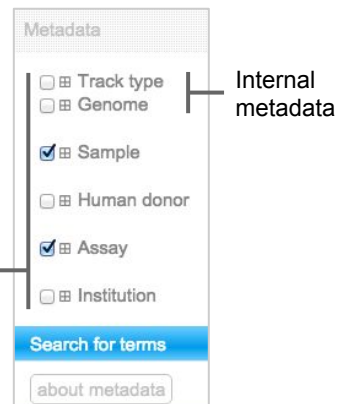 Metadata
Track type
Genome
Internal
metadata
Sample
Human donor
Assay
Institution
Search for terms
about metadata